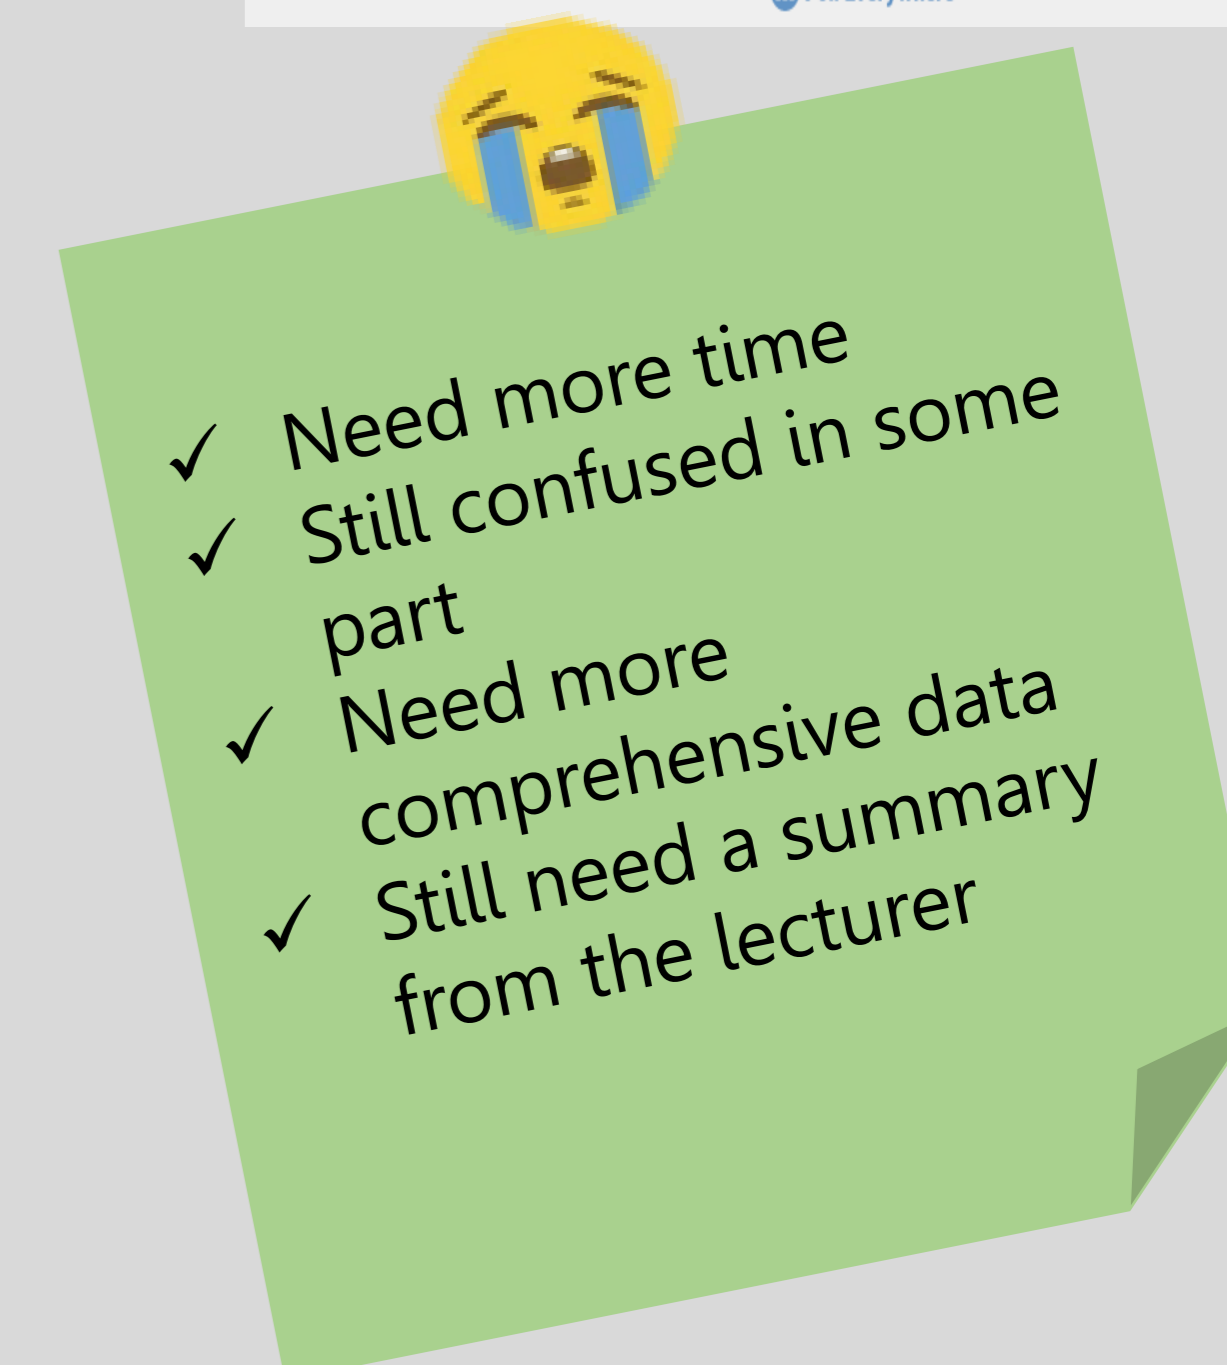 ✓ Need more time
✓ Still confused in some
part
✓ Need more
comprehensive data
✓ Still need a summary
from the lecturer